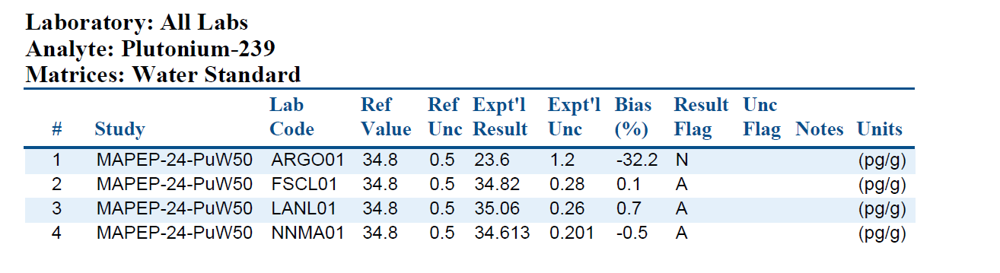 Laboratory: All Labs
Analyte: Plutonium-239
Matrices: Water Standard
Lab Ref Ref Expt'l Expt'l Bias Result Unc
# Study Code Value Unc Result Unc (%) Flag Flag Notes Units
1 MAPEP-24-PuW50 ARGO01 34.8 0.5 23.6 1.2 -32.2 N (pg/g)
2 MAPEP-24-PuW50 FSCL01 34.8 0.5 34.82 0.28 0.1 A (pg/g)
3 MAPEP-24-PuW50 LANL01 34.8 0.5 35.06 0.26 0.7 A (pg/g)
4 MAPEP-24-PuW50 NNMA01 34.8 0.5 34.613 0.201 -0.5 A (pg/g)